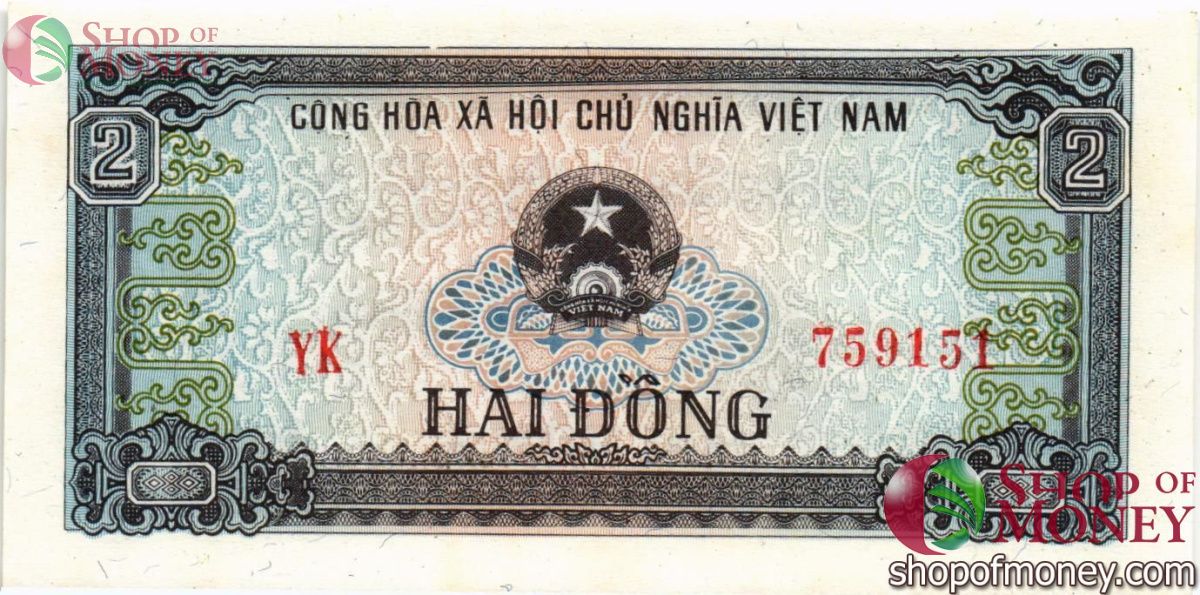 SHOP OF
MONEY
CÔNG HÒA XÃ HỘI CHỦ NGHĨA VIỆT NAM
2
2
VIỆT NAM
YK
759151
HAI ĐỒNG
SHOP OF
MONEY
shopofmoney.com